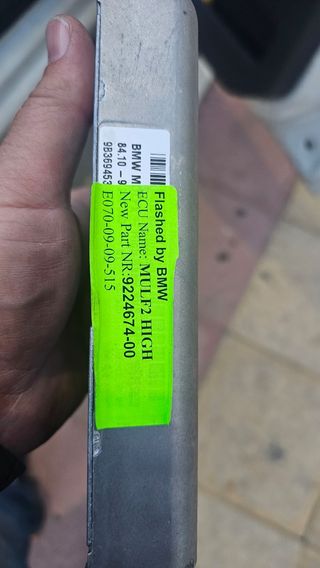 BMW M
84.10 – 9
9B369453
Flashed by BMW
ECU Name: MULF2 HIGH
New Part NR:9224674-00
E070-09-09-515